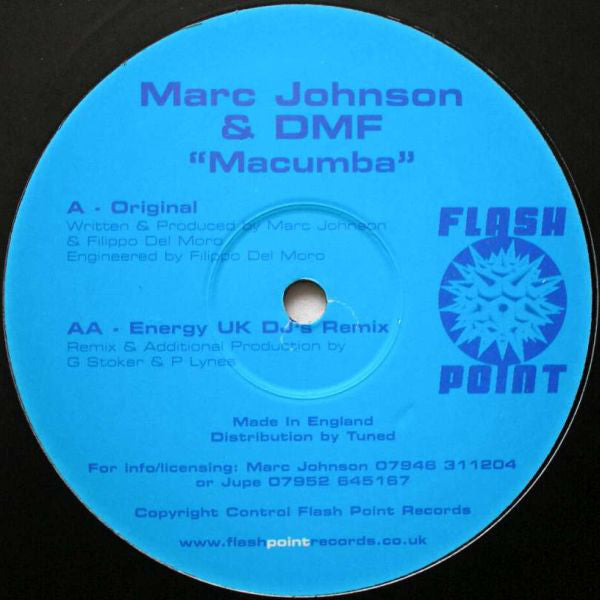 Marc Johnson
& DMF
“Macumba”
A - Original
Written & Produced by Marc Johnson
& Filippo Del Moro
Engineered by Filippo Del Moro
FLASH
POINT
AA - Energy UK DJ's Remix
Remix & Additional Production by
G Stoker & P Lynes
Made In England
Distribution by Tuned
For info/licensing: Marc Johnson 07946 311204
or Jupe 07952 645167
Copyright Control Flash Point Records
www.flashpointrecords.co.uk